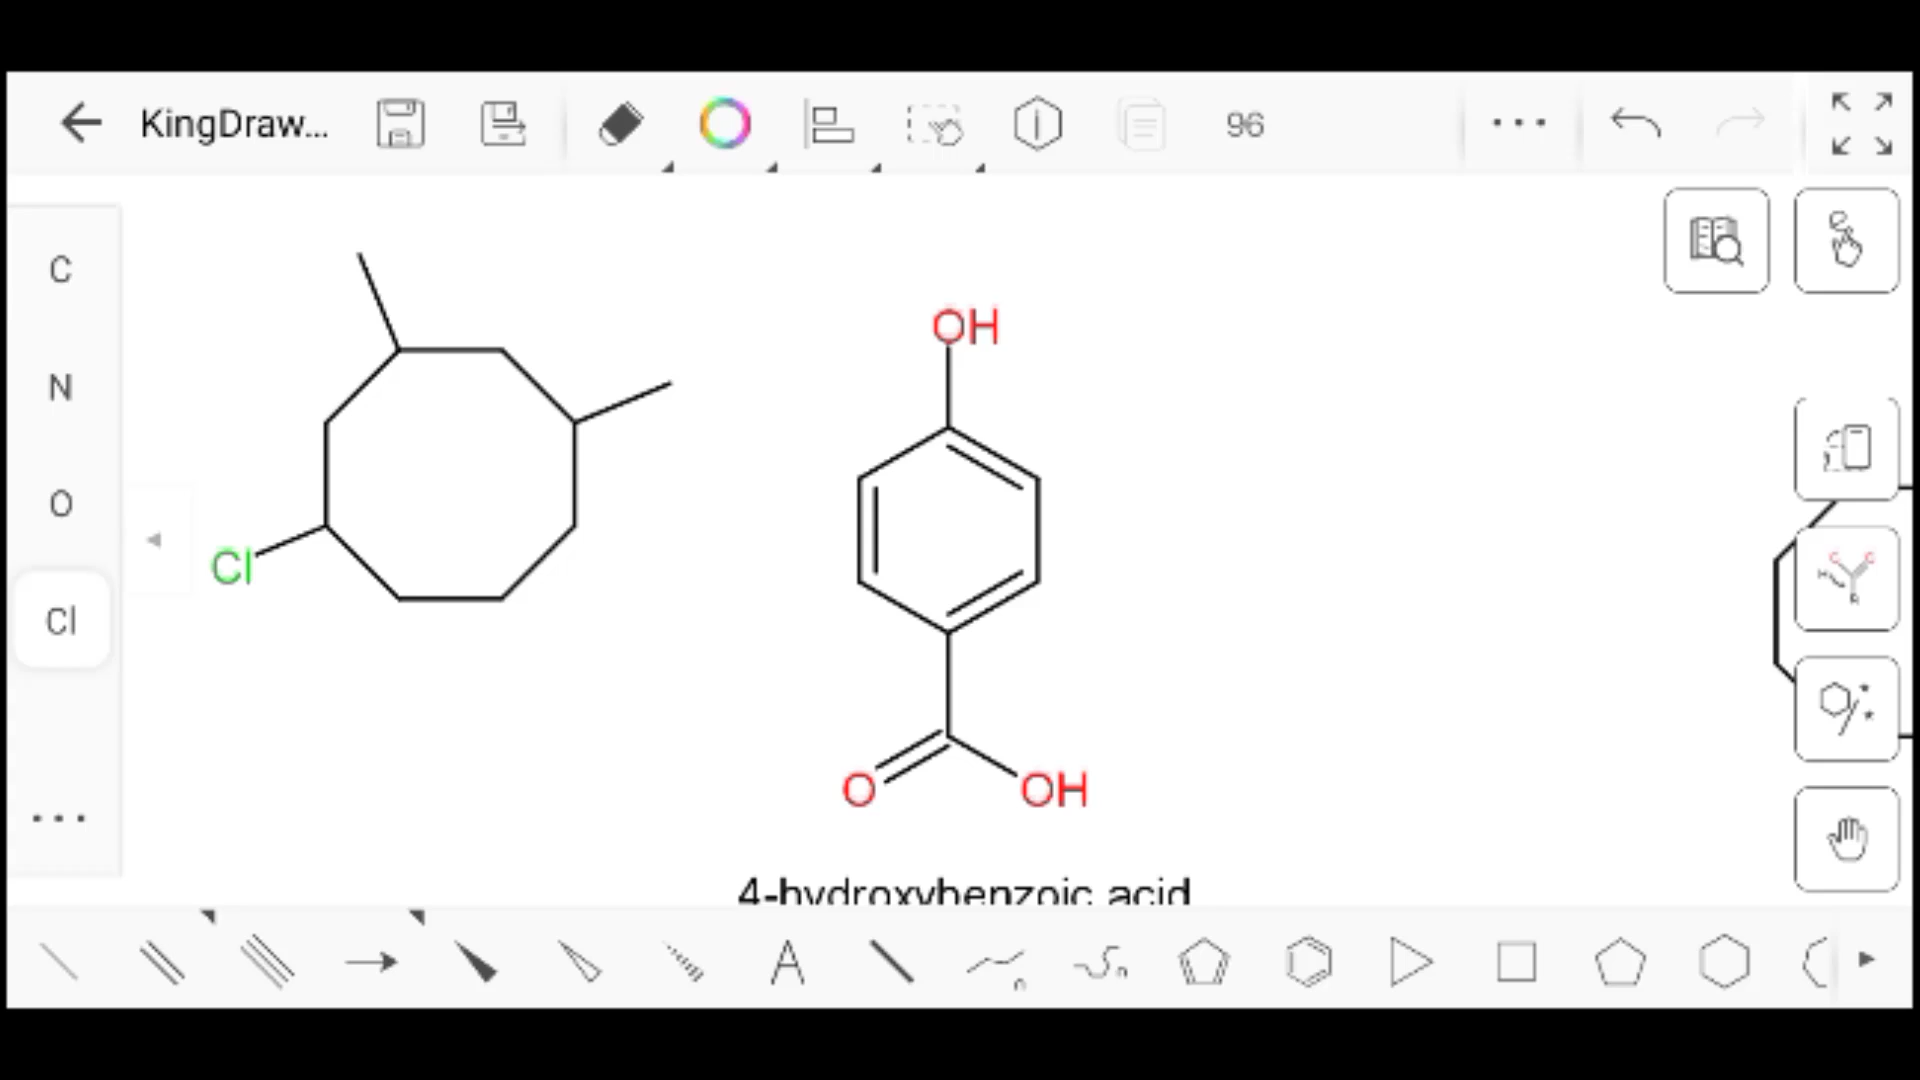 KingDraw... 96
C
N
O
Cl
OH
Cl
O OH
4-hydroxybenzoic acid
A